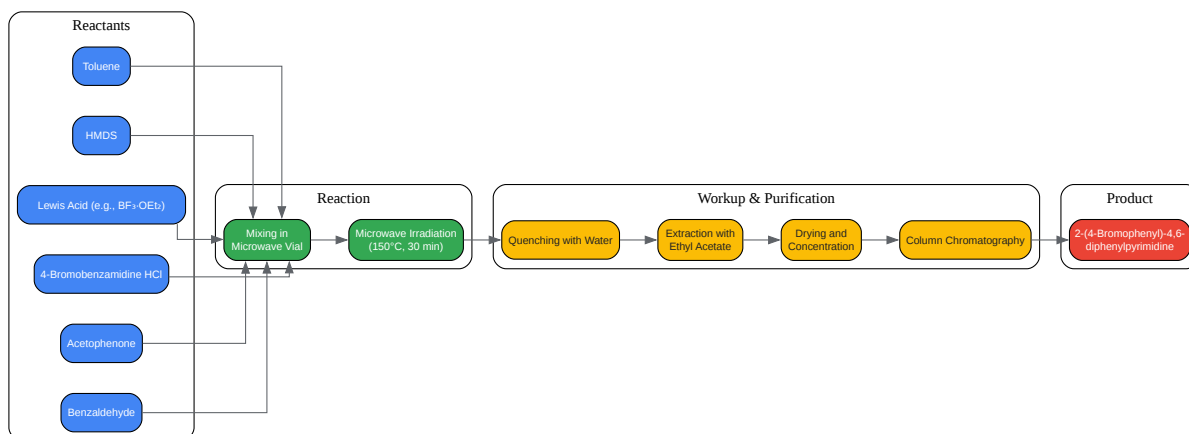 Reactants
Toluene
HMDS
Lewis Acid (e.g., BF₃·OEt₂)
4-Bromobenzamidine HCl
Acetophenone
Benzaldehyde
Reaction
Mixing in
Microwave Vial
Microwave Irradiation
(150°C, 30 min)
Workup & Purification
Quenching with Water
Extraction with
Ethyl Acetate
Drying and
Concentration
Column Chromatography
Product
2-(4-Bromophenyl)-4,6-
diphenylpyrimidine